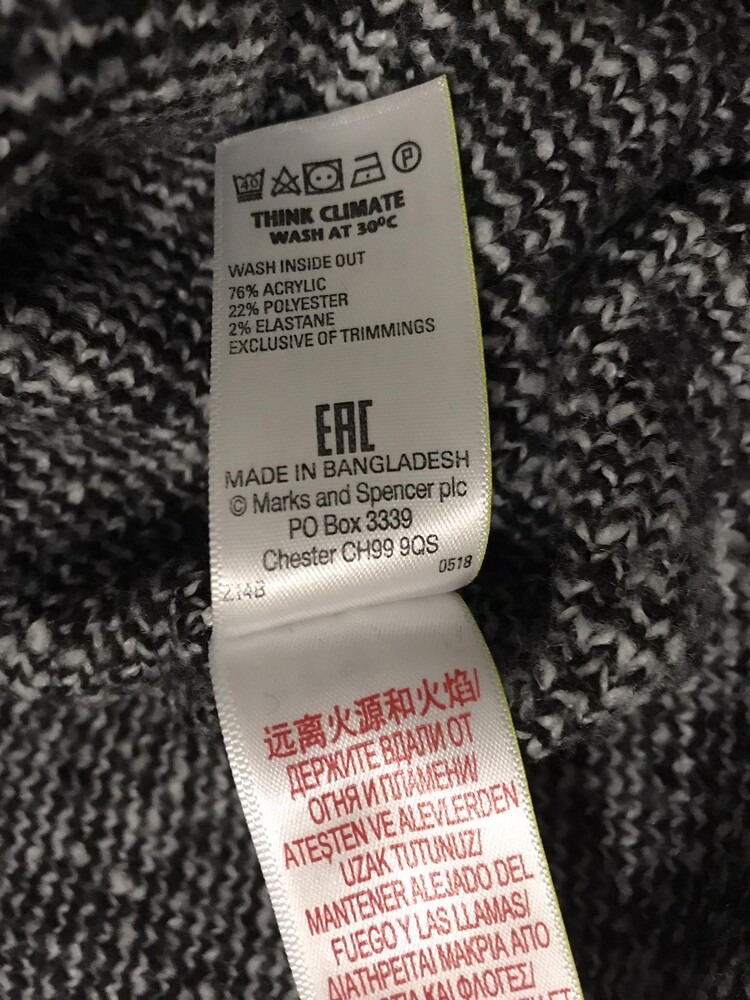 40
P
THINK CLIMATE
WASH AT 30ºC
WASH INSIDE OUT
76% ACRYLIC
22% POLYESTER
2% ELASTANE
EXCLUSIVE OF TRIMMINGS
EAC
MADE IN BANGLADESH
© Marks and Spencer plc
PO Box 3339
Chester CH99 9QS
0518
远离火源和火焰/
ДЕРЖИТЕ ВДАЛИ ОТ
ОГНЯ И ПЛАМЕНИ/
ATEŞTEN VE ALEVLERDEN
UZAK TUTUNUZ/
MANTENER ALEJADO DEL
FUEGO Y LAS LLAMAS/
ΔΙΑΤΗΡΕΙΤΑΙ ΜΑΚΡΙΑ ΑΠΟ
ΚΑΙ ΦΛΟΓΕΣ/